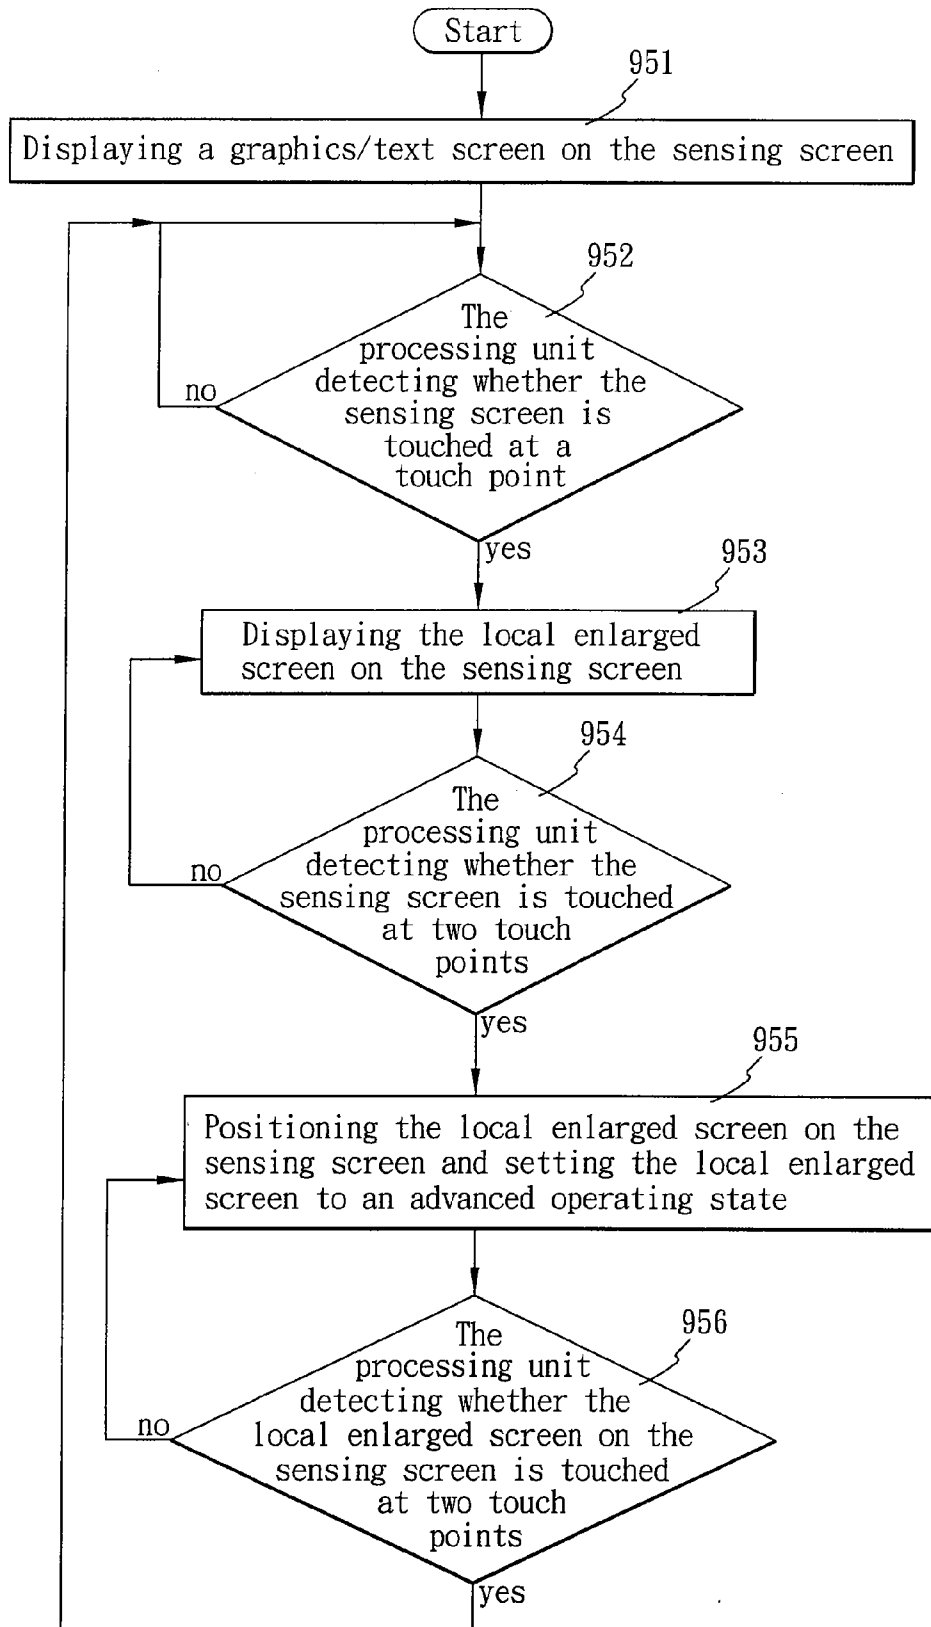 Start
951
Displaying a graphics/text screen on the sensing screen
952
The
processing unit
detecting whether the
sensing screen is
touched at a
touch point
no
yes
953
Displaying the local enlarged
screen on the sensing screen
954
The
processing unit
detecting whether the
sensing screen is touched
at two touch
points
no
yes
955
Positioning the local enlarged screen on the
sensing screen and setting the local enlarged
screen to an advanced operating state
956
The
processing unit
detecting whether the
local enlarged screen on the
sensing screen is touched
at two touch
points
no
yes